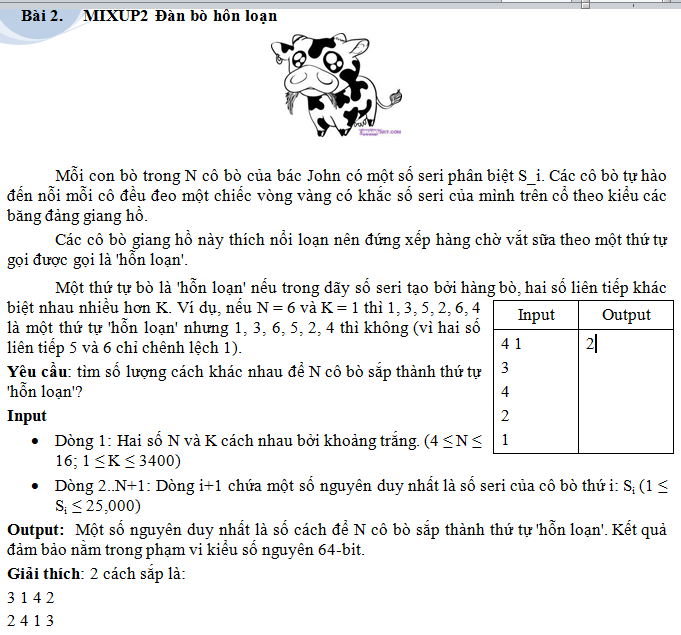 Bài 2. MIXUP2 Đàn bò hỗn loạn
Mỗi con bò trong N cô bò của bác John có một số seri phân biệt S_i. Các cô bò tự hào
đến nỗi mỗi cô đều đeo một chiếc vòng vàng có khắc số seri của mình trên cổ theo kiểu các
băng đảng giang hồ.
Các cô bò giang hồ này thích nổi loạn nên đứng xếp hàng chờ vắt sữa theo một thứ tự
gọi được gọi là 'hỗn loạn'.
Một thứ tự bò là 'hỗn loạn' nếu trong dãy số seri tạo bởi hàng bò, hai số liên tiếp khác
biệt nhau nhiều hơn K. Ví dụ, nếu N = 6 và K = 1 thì 1, 3, 5, 2, 6, 4
là một thứ tự 'hỗn loạn' nhưng 1, 3, 6, 5, 2, 4 thì không (vì hai số
liên tiếp 5 và 6 chỉ chênh lệch 1).
Yêu cầu: tìm số lượng cách khác nhau để N cô bò sắp thành thứ tự
'hỗn loạn'?
Input
• Dòng 1: Hai số N và K cách nhau bởi khoảng trắng. (4 ≤ N ≤
16; 1 ≤ K ≤ 3400)
Input Output
4 1 2
3
4
2
1
• Dòng 2..N+1: Dòng i+1 chứa một số nguyên duy nhất là số seri của cô bò thứ i: Sᵢ (1 ≤
Sᵢ ≤ 25,000)
Output: Một số nguyên duy nhất là số cách để N cô bò sắp thành thứ tự 'hỗn loạn'. Kết quả
đảm bảo nằm trong phạm vi kiểu số nguyên 64-bit.
Giải thích: 2 cách sắp là:
3 1 4 2
2 4 1 3